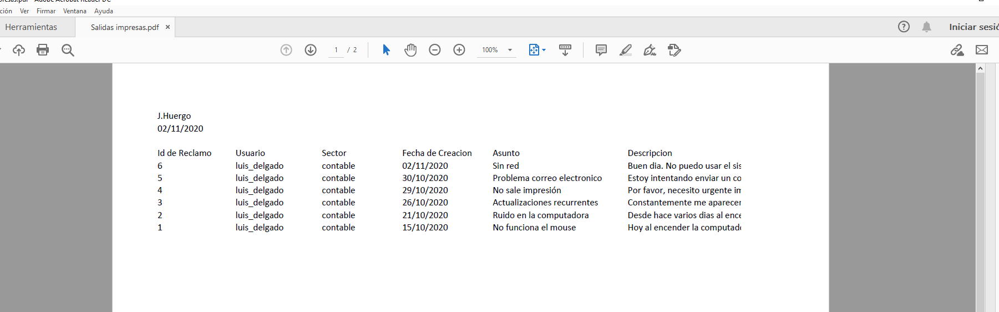 ción Ver Firmar Ventana Ayuda
Herramientas Salidas impresas.pdf × Iniciar sesió
1 / 2 100%
J.Huergo
02/11/2020
Id de Reclamo Usuario Sector Fecha de Creacion Asunto Descripcion
6 luis_delgado contable 02/11/2020 Sin red Buen dia. No puedo usar el sis
5 luis_delgado contable 30/10/2020 Problema correo electronico Estoy intentando enviar un co
4 luis_delgado contable 29/10/2020 No sale impresión Por favor, necesito urgente im
3 luis_delgado contable 26/10/2020 Actualizaciones recurrentes Constantemente me aparecer
2 luis_delgado contable 21/10/2020 Ruido en la computadora Desde hace varios dias al ence
1 luis_delgado contable 15/10/2020 No funciona el mouse Hoy al encender la computado